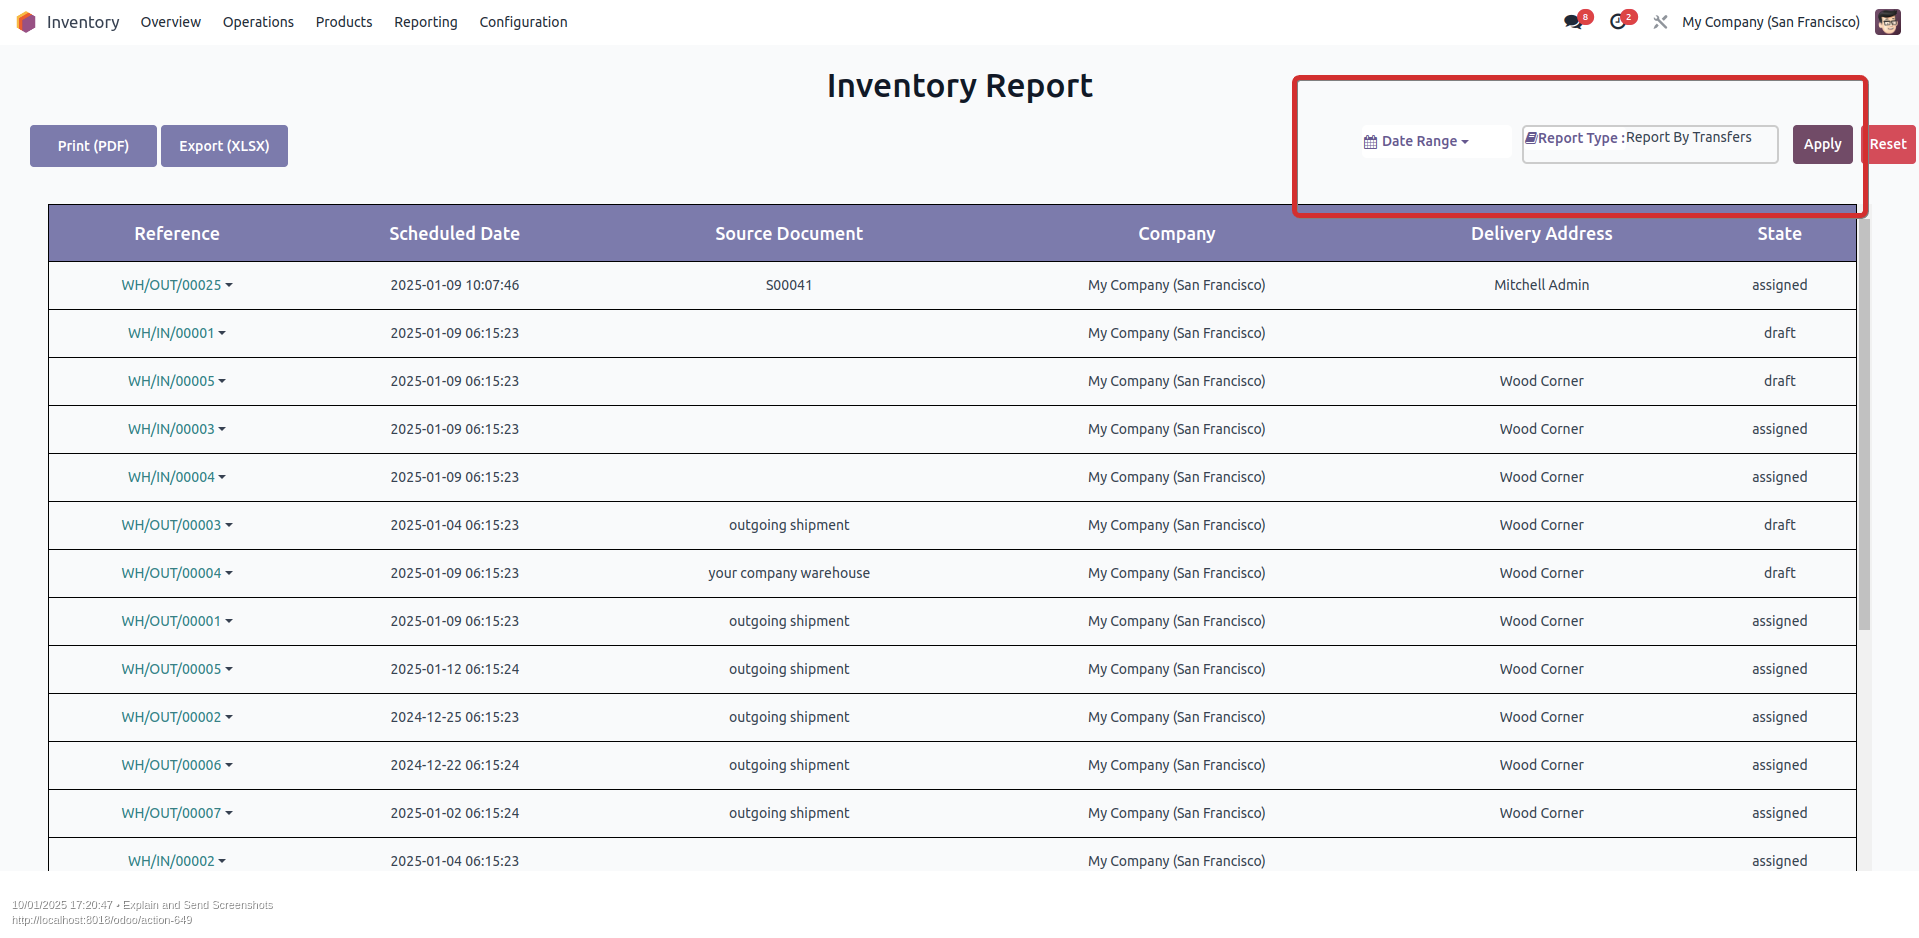 Inventory Overview Operations Products Reporting Configuration 8 2 My Company (San Francisco)
Inventory Report
Print (PDF) Export (XLSX) Date Range Report Type : Report By Transfers Apply Reset
Reference Scheduled Date Source Document Company Delivery Address State
WH/OUT/00025 2025-01-09 10:07:46 S00041 My Company (San Francisco) Mitchell Admin assigned
WH/IN/00001 2025-01-09 06:15:23 My Company (San Francisco) draft
WH/IN/00005 2025-01-09 06:15:23 My Company (San Francisco) Wood Corner draft
WH/IN/00003 2025-01-09 06:15:23 My Company (San Francisco) Wood Corner assigned
WH/IN/00004 2025-01-09 06:15:23 My Company (San Francisco) Wood Corner assigned
WH/OUT/00003 2025-01-04 06:15:23 outgoing shipment My Company (San Francisco) Wood Corner draft
WH/OUT/00004 2025-01-09 06:15:23 your company warehouse My Company (San Francisco) Wood Corner draft
WH/OUT/00001 2025-01-09 06:15:23 outgoing shipment My Company (San Francisco) Wood Corner assigned
WH/OUT/00005 2025-01-12 06:15:24 outgoing shipment My Company (San Francisco) Wood Corner assigned
WH/OUT/00002 2024-12-25 06:15:23 outgoing shipment My Company (San Francisco) Wood Corner assigned
WH/OUT/00006 2024-12-22 06:15:24 outgoing shipment My Company (San Francisco) Wood Corner assigned
WH/OUT/00007 2025-01-02 06:15:24 outgoing shipment My Company (San Francisco) Wood Corner assigned
WH/IN/00002 2025-01-04 06:15:23 My Company (San Francisco) assigned
10/01/2025 17:20:47 • Explain and Send Screenshots
http://localhost:8018/odoo/action-649